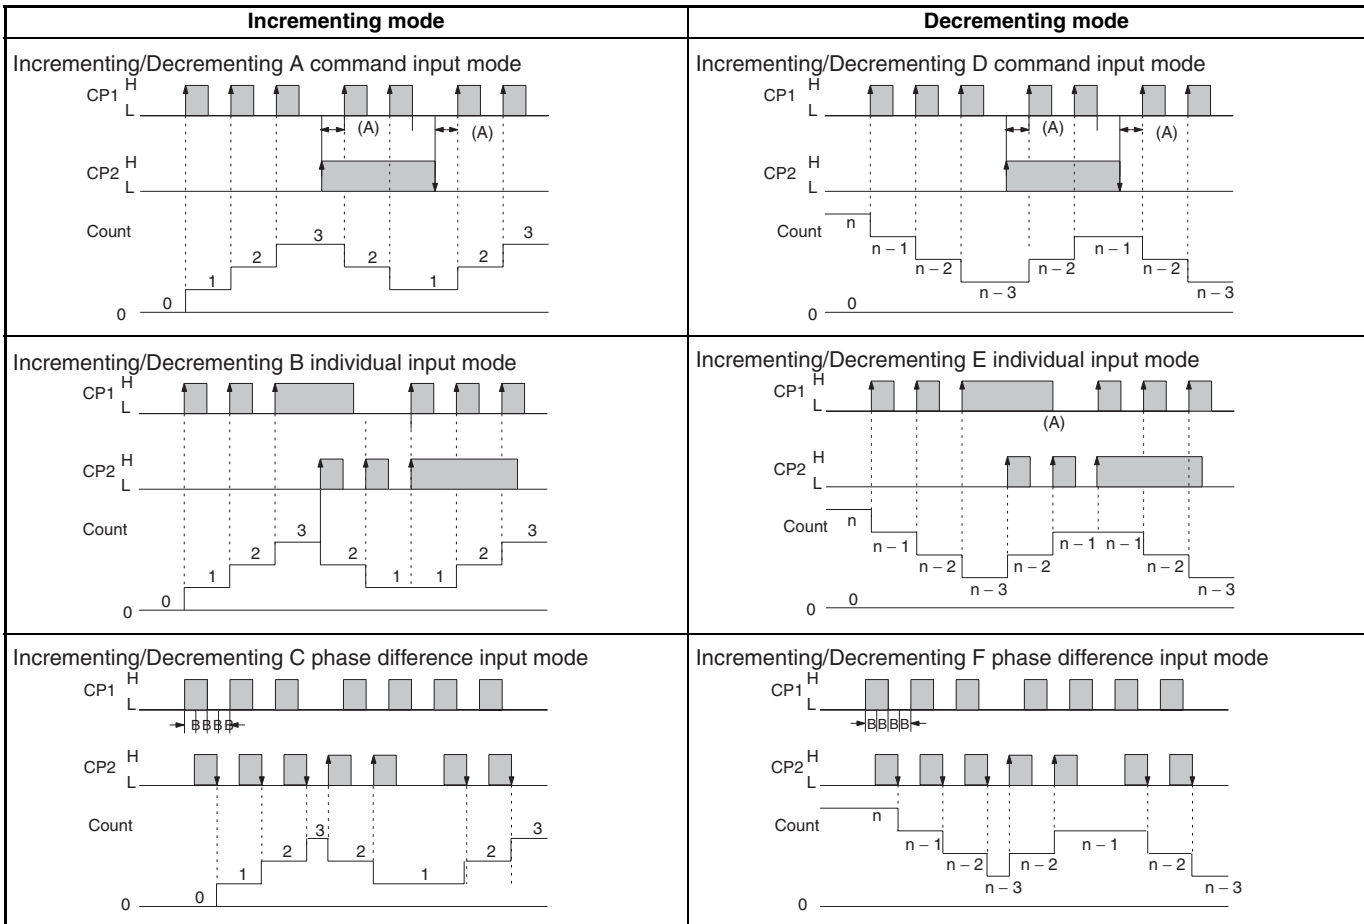 Incrementing mode
Decrementing mode
Incrementing/Decrementing A command input mode
CP1 H
L
(A)
(A)
CP2 H
L
Count
0
0
1
2
3
2
1
2
3
Incrementing/Decrementing D command input mode
CP1 H
L
(A)
(A)
CP2 H
L
Count
n
n – 1
n – 2
n – 3
n – 2
n – 1
n – 2
n – 3
0
0
Incrementing/Decrementing B individual input mode
CP1 H
L
CP2 H
L
Count
0
0
1
2
3
2
1
1
2
3
Incrementing/Decrementing E individual input mode
CP1 H
L
(A)
CP2 H
L
Count
n
n – 1
n – 2
n – 3
n – 2
n – 1
n – 1
n – 2
n – 3
0
0
Incrementing/Decrementing C phase difference input mode
CP1 H
L
B B B B
CP2 H
L
Count
0
0
1
2
3
2
1
2
3
Incrementing/Decrementing F phase difference input mode
CP1 H
L
B B B B
CP2 H
L
Count
n
n – 1
n – 2
n – 3
n – 2
n – 1
n – 2
n – 3
0